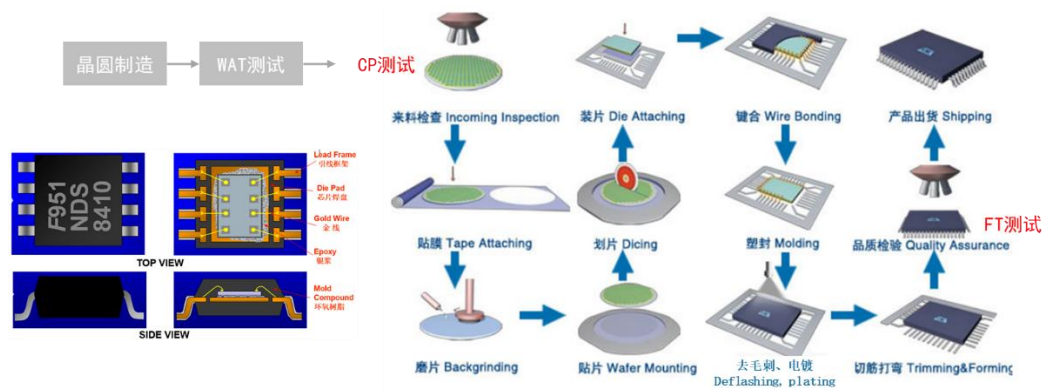 晶圆制造
WAT测试
CP测试
来料检查 Incoming Inspection
装片 Die Attaching
键合 Wire Bonding
产品出货 Shipping
F951
NDS
8410
TOP VIEW
Lead Frame
引线框架
Die Pad
芯片焊盘
Gold Wire
金 线
Epoxy
银浆
Mold
Compound
环氧树脂
SIDE VIEW
贴膜 Tape Attaching
划片 Dicing
塑封 Molding
品质检验 Quality Assurance
FT测试
磨片 Backgrinding
贴片 Wafer Mounting
去毛刺、电镀
Deflashing, plating
切筋打弯 Trimming&Forming